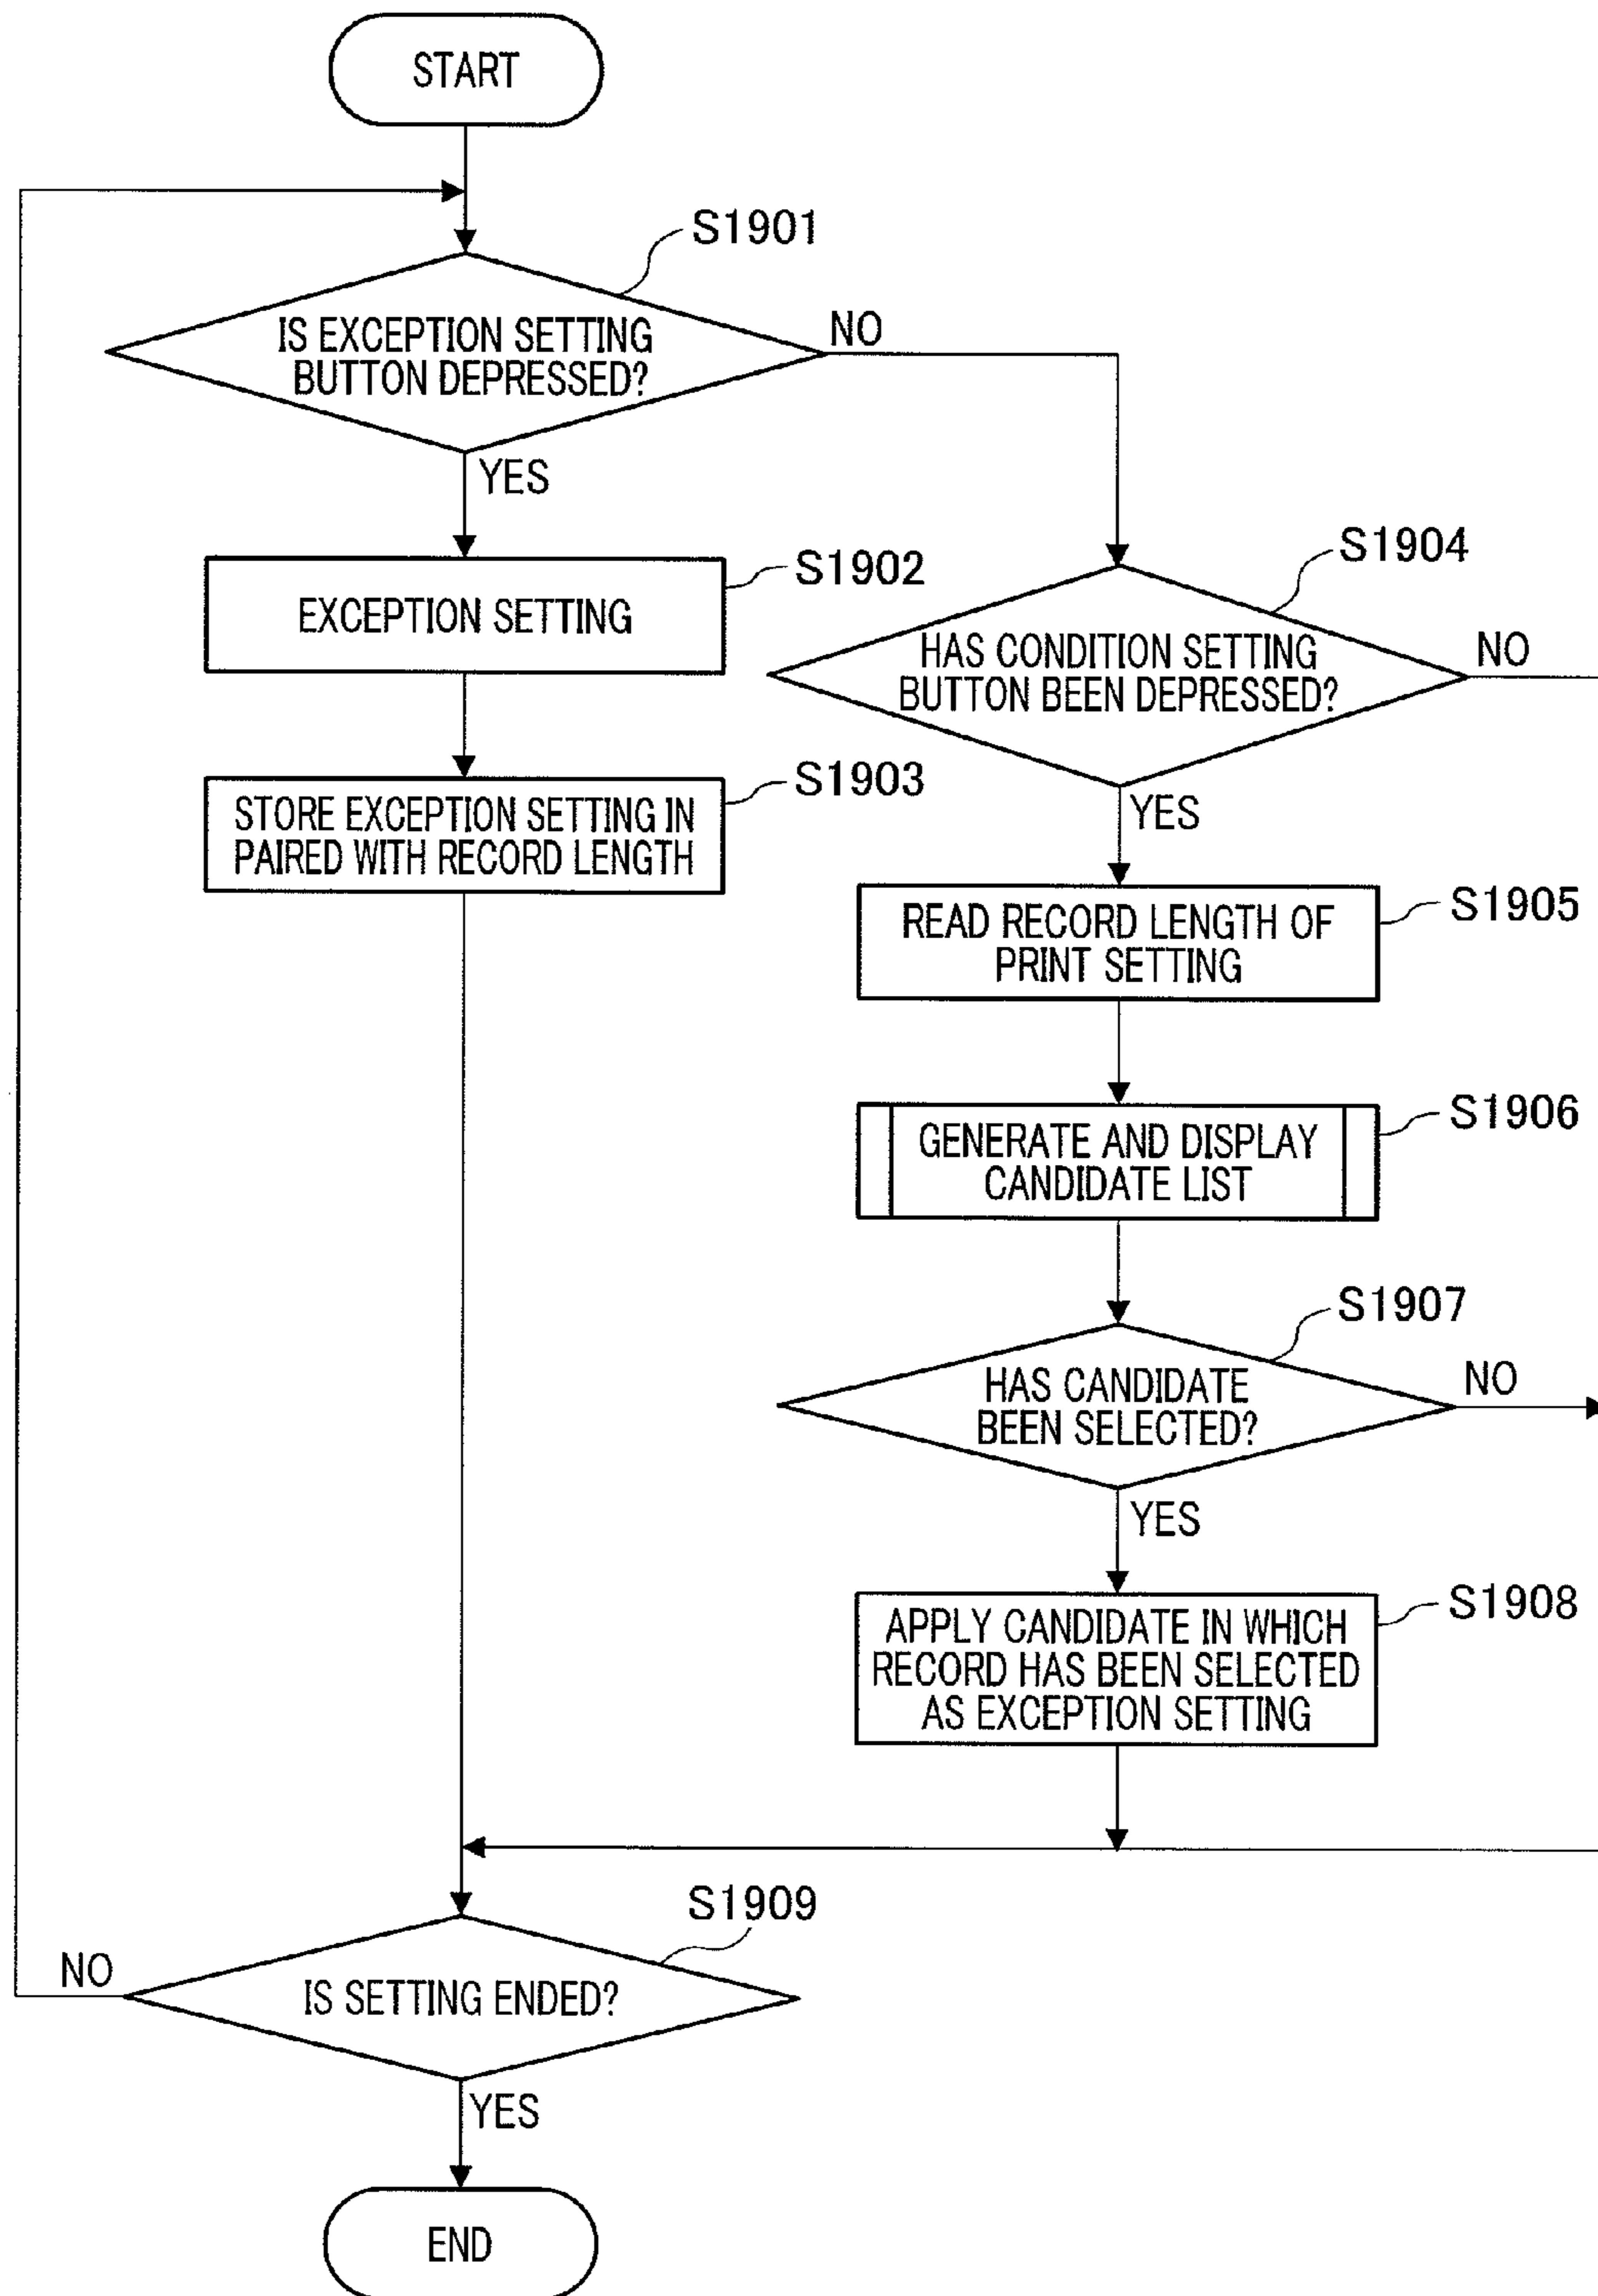 START
S1901
IS EXCEPTION SETTING
BUTTON DEPRESSED?
NO
YES
S1902
EXCEPTION SETTING
S1903
STORE EXCEPTION SETTING IN
PAIRED WITH RECORD LENGTH
S1904
HAS CONDITION SETTING
BUTTON BEEN DEPRESSED?
NO
YES
S1905
READ RECORD LENGTH OF
PRINT SETTING
S1906
GENERATE AND DISPLAY
CANDIDATE LIST
S1907
HAS CANDIDATE
BEEN SELECTED?
NO
YES
S1908
APPLY CANDIDATE IN WHICH
RECORD HAS BEEN SELECTED
AS EXCEPTION SETTING
S1909
IS SETTING ENDED?
NO
YES
END